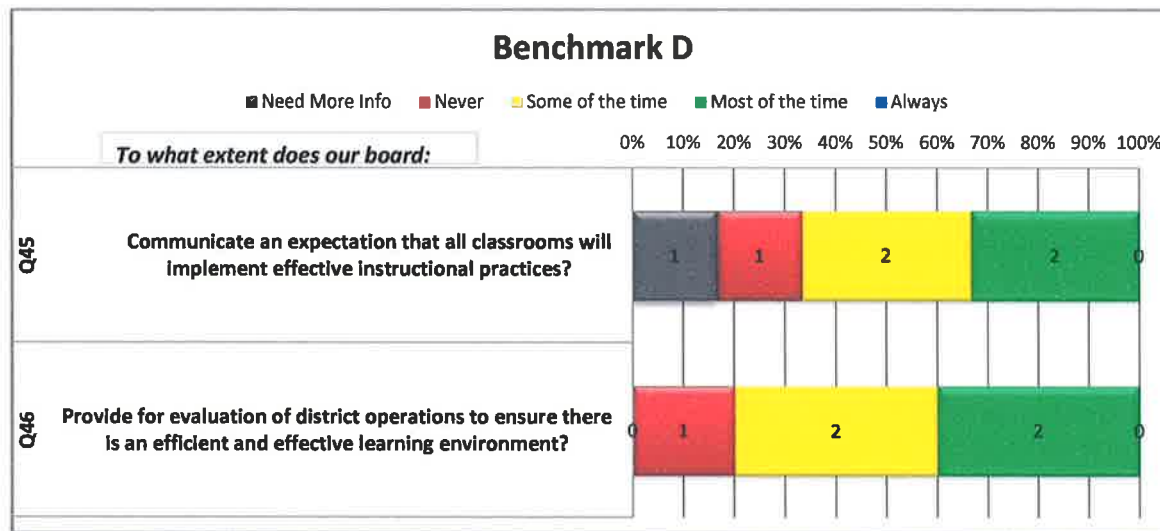 Benchmark D
Need More Info Never Some of the time Most of the time Always
To what extent does our board:
0% 10% 20% 30% 40% 50% 60% 70% 80% 90% 100%
Q45
Communicate an expectation that all classrooms will
implement effective instructional practices?
1 1 2 2 0
Q46
Provide for evaluation of district operations to ensure there
is an efficient and effective learning environment?
0 1 2 2 0